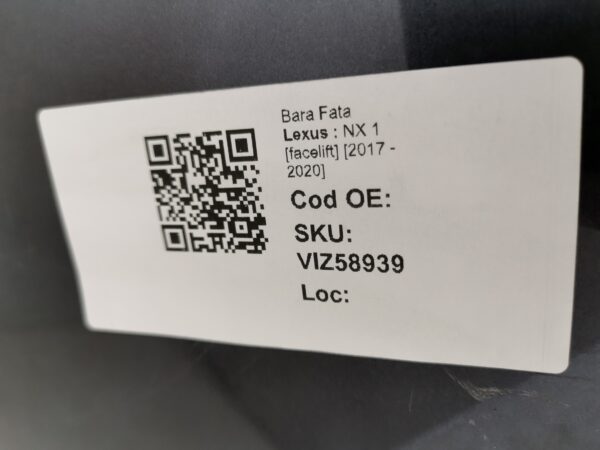 Bara Fata
Lexus : NX 1
[facelift] [2017 -
2020]
Cod OE:
SKU:
VIZ58939
Loc: